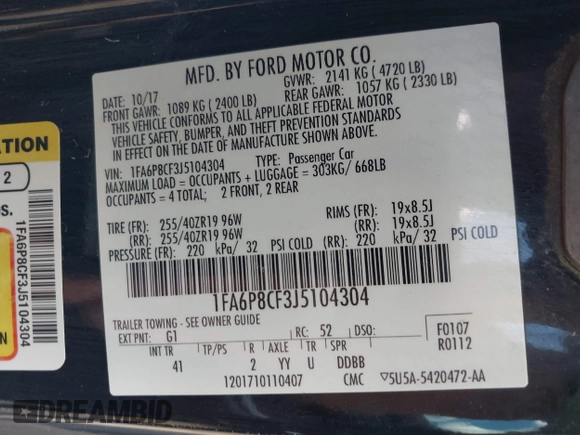 MFD. BY FORD MOTOR CO.
10/17
GVWR: 2141 KG ( 4720 LB)
FRONT GAWR: 1089 KG ( 2400 LB)
REAR GAWR: 1057 KG ( 2330 LB)
THIS VEHICLE CONFORMS TO ALL APPLICABLE FEDERAL MOTOR
VEHICLE SAFETY, BUMPER, AND THEFT PREVENTION STANDARDS
IN EFFECT ON THE DATE OF MANUFACTURE SHOWN ABOVE.
VIN: 1FA6P8CF3J5104304
TYPE: Passenger Car
MAXIMUM LOAD = OCCUPANTS + LUGGAGE = 303KG/ 668LB
OCCUPANTS = 4 TOTAL; 2 FRONT, 2 REAR
TIRE (FR): 255/40ZR19 96W RIMS (FR): 19x8.5J
(RR): 255/40ZR19 96W (RR): 19x8.5J
PRESSURE (FR): 220 kPa/ 32 PSI COLD (RR): 220 kPa/ 32 PSI COLD
1FA6P8CF3J5104304
TRAILER TOWING - SEE OWNER GUIDE
EXT PNT: G1 RC: 52 DSO:
F0107
R0112
INT TR TP/PS R AXLE TR SPR
41 2 YY U DDBB
1201710110407 CMC ▽5U5A-5420472-AA
ATION
2
S.
1FA6P8CF3J5104304
N
DREAMBID